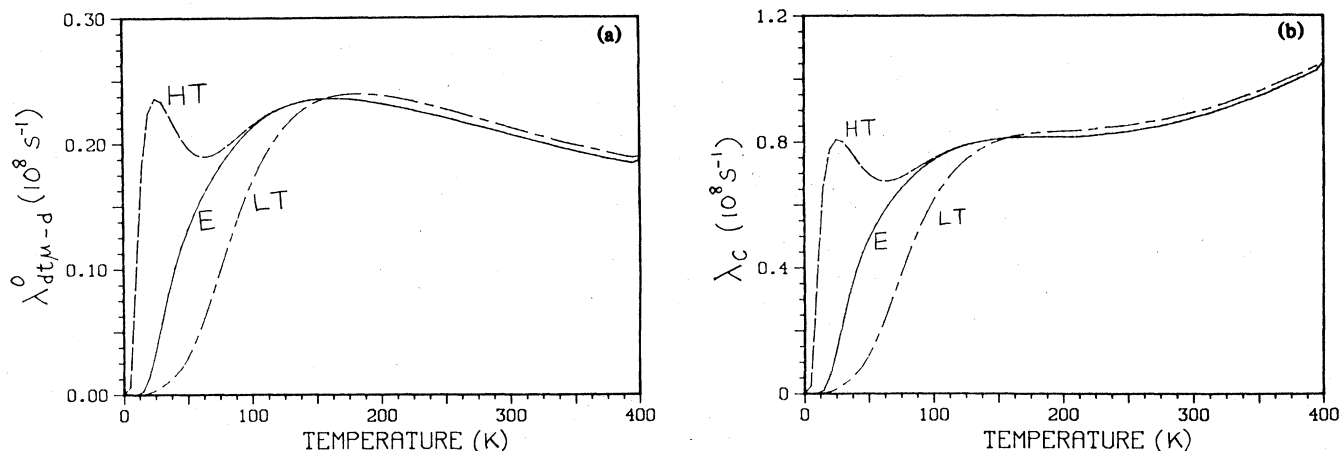 (a)
0.30
0.20
0.10
0.00
λ⁰dtμ-d (10⁸ s⁻¹)
HT
E
LT
0
100
200
300
400
TEMPERATURE (K)
(b)
1.2
0.8
0.4
0
λc (10⁸ s⁻¹)
HT
E
LT
0
100
200
300
400
TEMPERATURE (K)